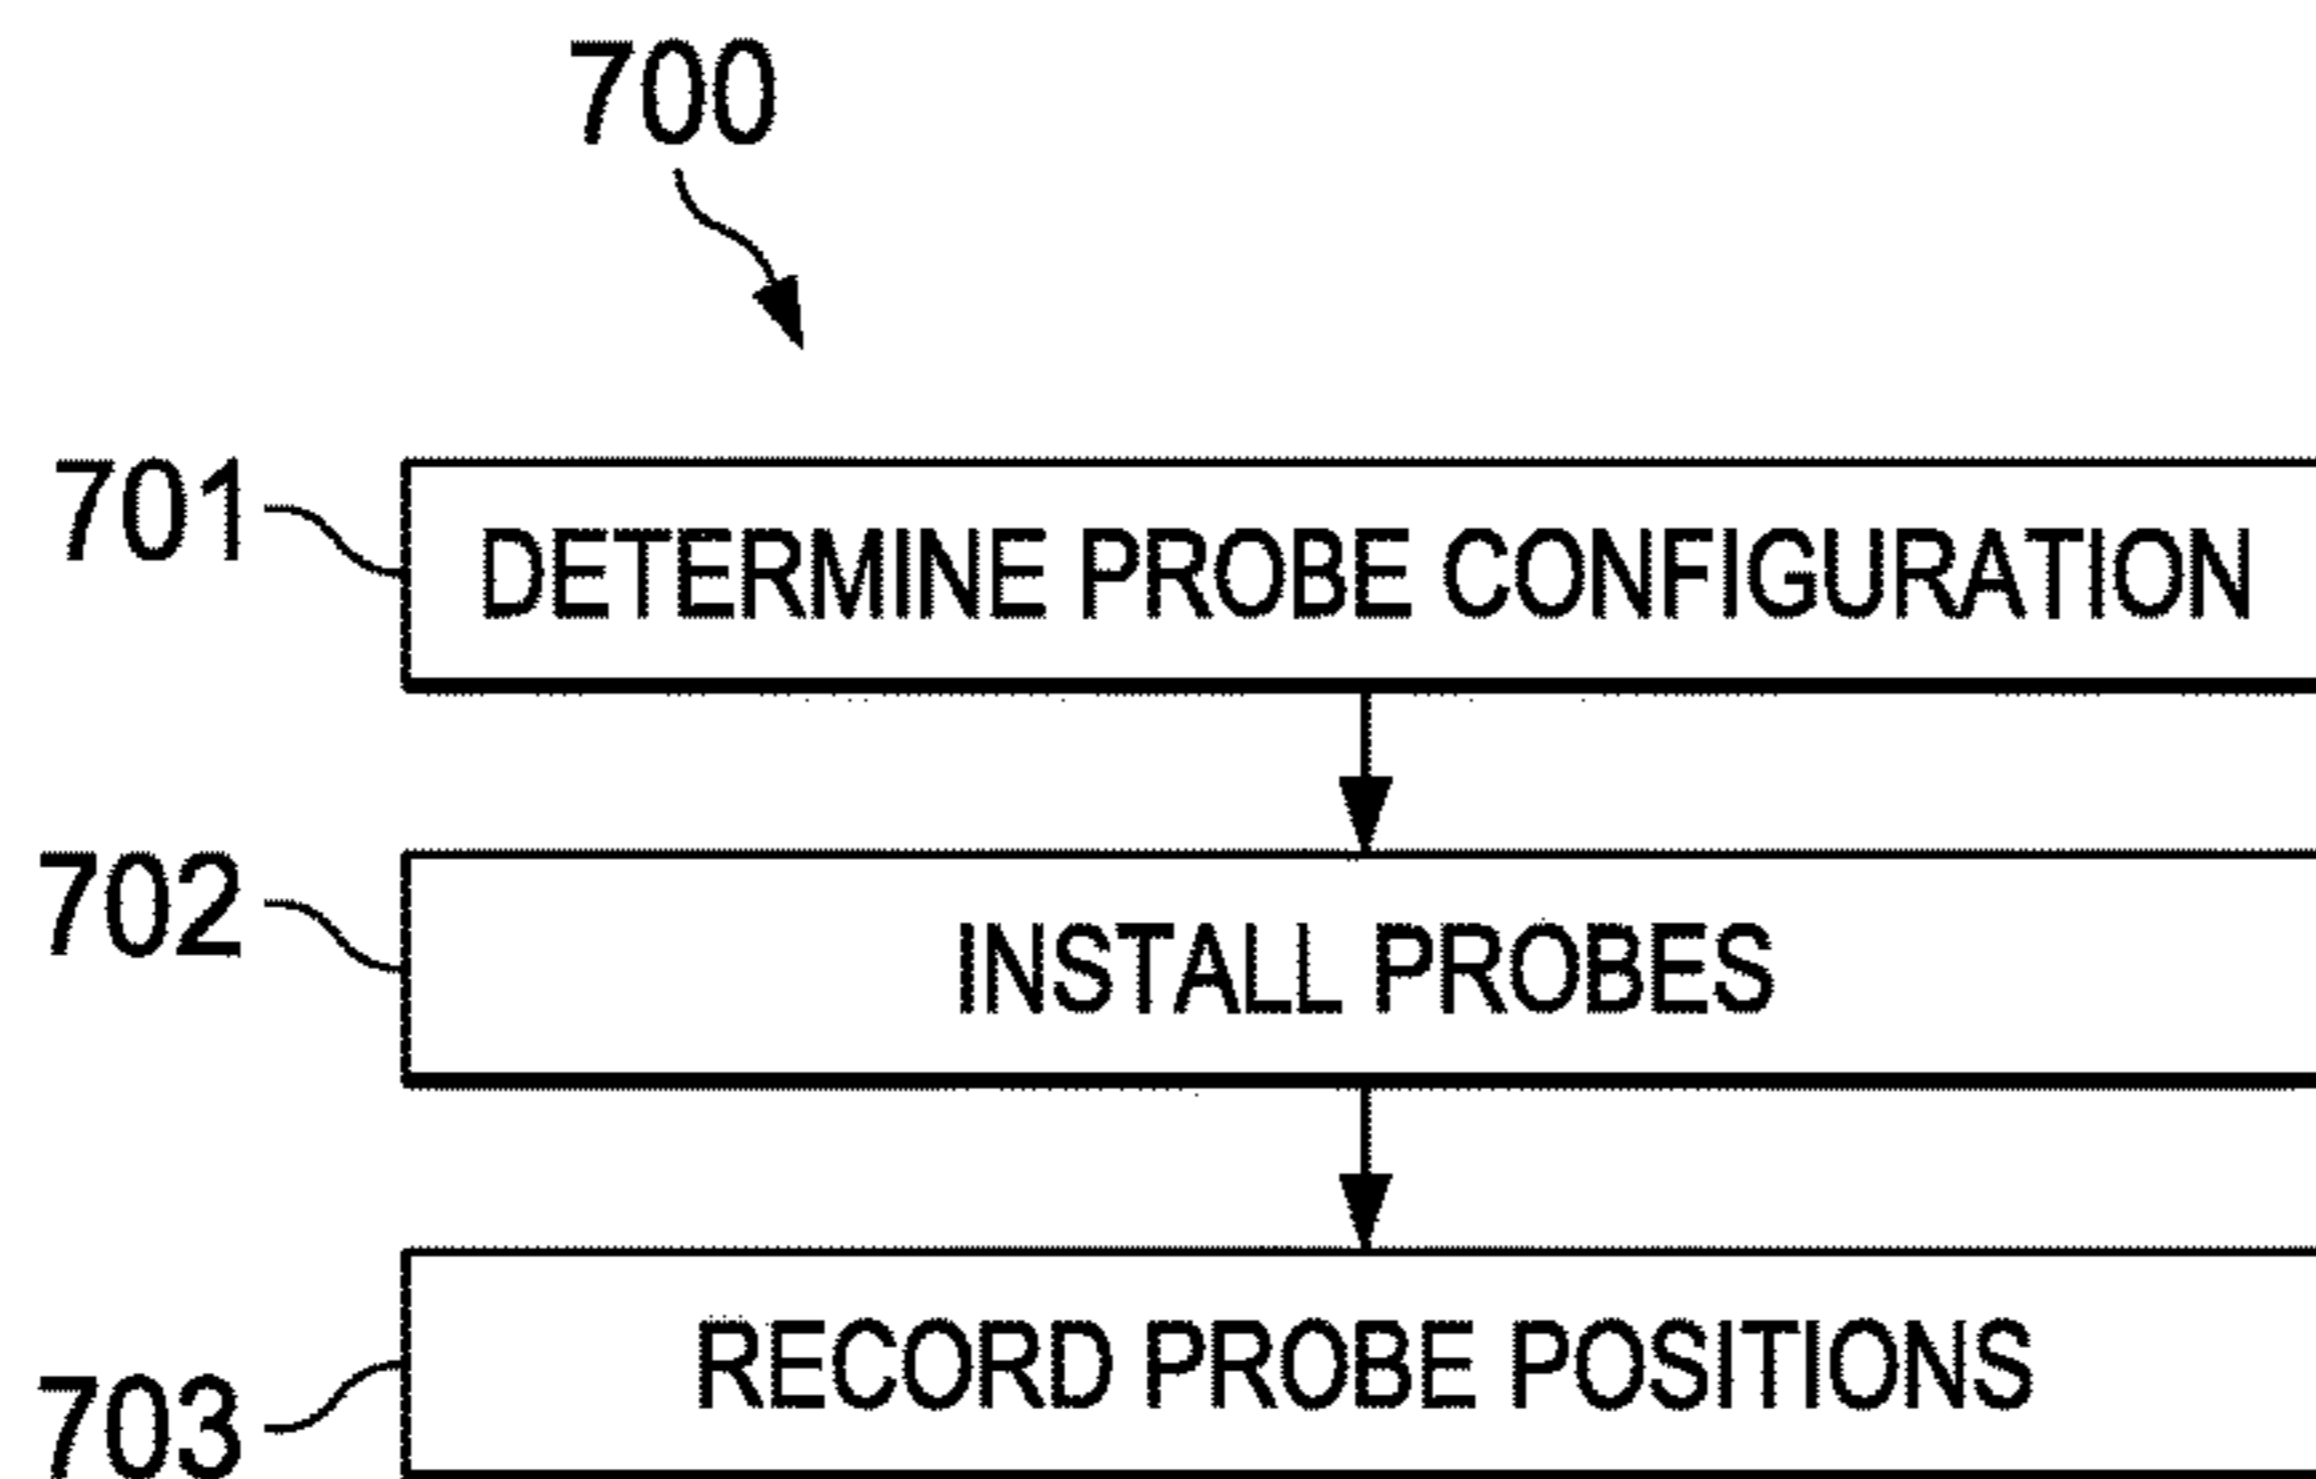 700
701 DETERMINE PROBE CONFIGURATION
702 INSTALL PROBES
703 RECORD PROBE POSITIONS